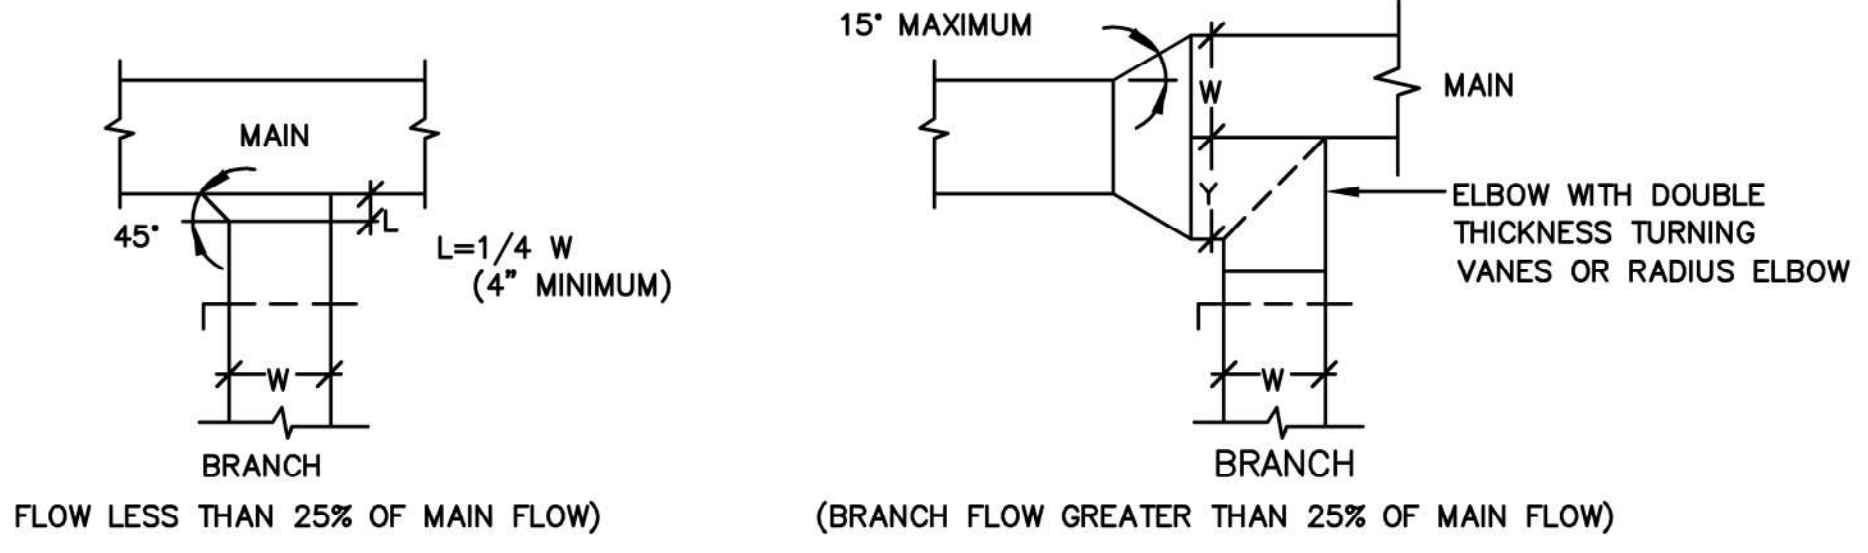 MAIN
45°
L
L=1/4 W
(4” MINIMUM)
W
BRANCH
FLOW LESS THAN 25% OF MAIN FLOW)
15° MAXIMUM
W
MAIN
Y
ELBOW WITH DOUBLE
THICKNESS TURNING
VANES OR RADIUS ELBOW
W
BRANCH
(BRANCH FLOW GREATER THAN 25% OF MAIN FLOW)